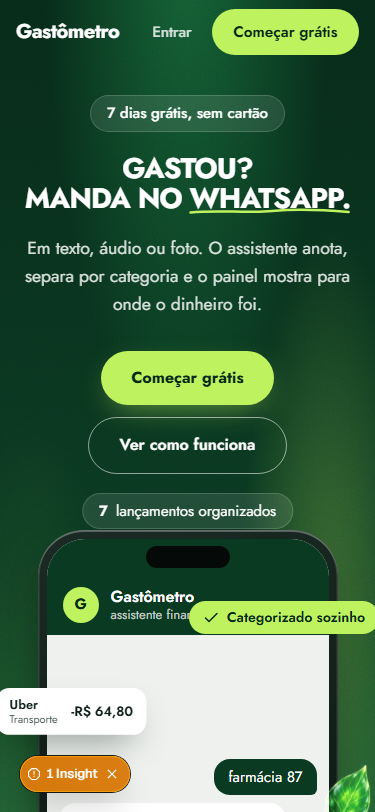 Gastômetro
Entrar
Começar grátis
7 dias grátis, sem cartão
GASTOU?
MANDA NO WHATSAPP.
Em texto, áudio ou foto. O assistente anota,
separa por categoria e o painel mostra para
onde o dinheiro foi.
Começar grátis
Ver como funciona
7 lançamentos organizados
G
Gastômetro
assistente
Categorizado sozinho
Uber
Transporte
-R$ 64,80
1 Insight
farmácia 87